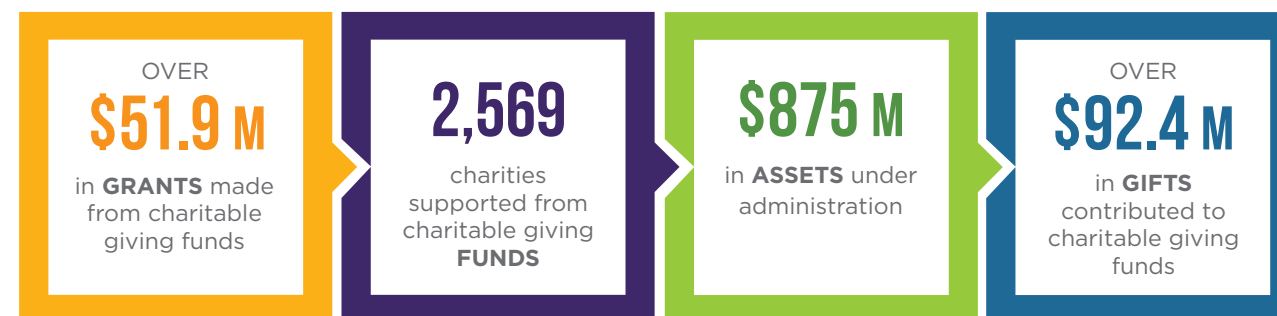 OVER
$51.9 M
in GRANTS made
from charitable
giving funds
2,569
charities
supported from
charitable giving
FUNDS
$875 M
in ASSETS under
administration
OVER
$92.4 M
in GIFTS
contributed to
charitable giving
funds